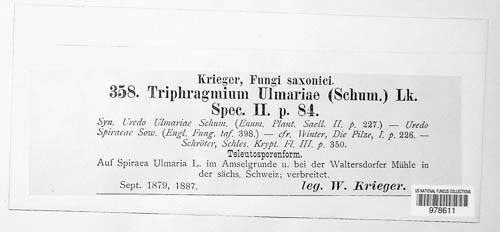 Krieger, Fungi saxonici.
358. Triphragmium Ulmariae (Schum.) Lk.
Spec. II. p. 84.
Syn. Uredo Ulmariae Schum. (Enum. Plant. Saell. II. p. 227.) — Uredo
Spiraeae Sow. (Engl. Fung. taf. 398.) — cfr. Winter, Die Pilze, I. p. 226. —
Schröter, Schles. Krypt. Fl. III. p. 350.
Teleutosporenform.
Auf Spiraea Ulmaria L. im Amselgrunde u. bei der Waltersdorfer Mühle in
der sächs. Schweiz; verbreitet.
Sept. 1879, 1887. leg. W. Krieger.
US NATIONAL FUNGUS COLLECTIONS
978611